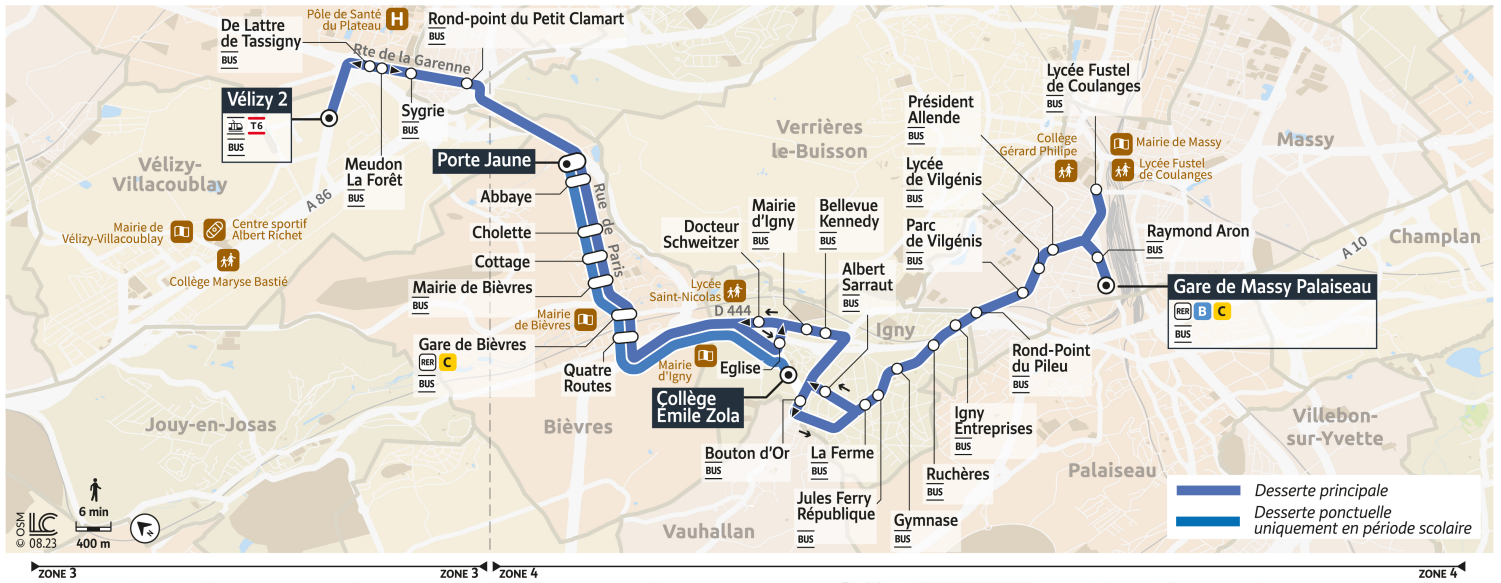 De Lattre
de Tassigny
BUS
Pôle de Santé
du Plateau
H
Rond-point du Petit Clamart
BUS
Rte de la Garenne
Vélizy 2
T6
BUS
Sygrie
BUS
Meudon
La Forêt
BUS
Vélizy-
Villacoublay
A 86
Mairie de
Vélizy-Villacoublay
Centre sportif
Albert Richet
Collège Maryse Bastié
Porte Jaune
Abbaye
Rue de Paris
Cholette
Cottage
Mairie de Bièvres
BUS
Mairie
de Bièvres
Gare de Bièvres
RER C
BUS
Quatre
Routes
Verrières
le-Buisson
Docteur
Schweitzer
Mairie
d'Igny
BUS
Bellevue
Kennedy
BUS
Albert
Sarraut
BUS
Lycée
Saint-Nicolas
D 444
Mairie
d'Igny
Eglise
Collège
Émile Zola
Igny
Président
Allende
BUS
Lycée
de Vilgénis
BUS
Parc
de Vilgénis
BUS
Lycée Fustel
de Coulanges
BUS
Collège
Gérard Philipe
Mairie de Massy
Lycée Fustel
de Coulanges
Massy
Champlan
A 10
Raymond Aron
BUS
Gare de Massy Palaiseau
RER B C
BUS
Rond-Point
du Pileu
BUS
Igny
Entreprises
BUS
Ruchères
BUS
Gymnase
BUS
Jules Ferry
République
BUS
La Ferme
BUS
Bouton d'Or
BUS
Jouy-en-Josas
Bièvres
Vauhallan
Palaiseau
Villebon-
sur-Yvette
Desserte principale
Desserte ponctuelle
uniquement en période scolaire
6 min
400 m
© OSM
LC
08.23
N
ZONE 3
ZONE 3
ZONE 4
ZONE 4